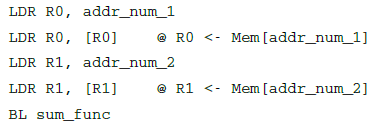 LDR R0, addr_num_1
LDR R0, [R0]    @ R0 <- Mem[addr_num_1]
LDR R1, addr_num_2
LDR R1, [R1]    @ R1 <- Mem[addr_num_2]
BL sum_func